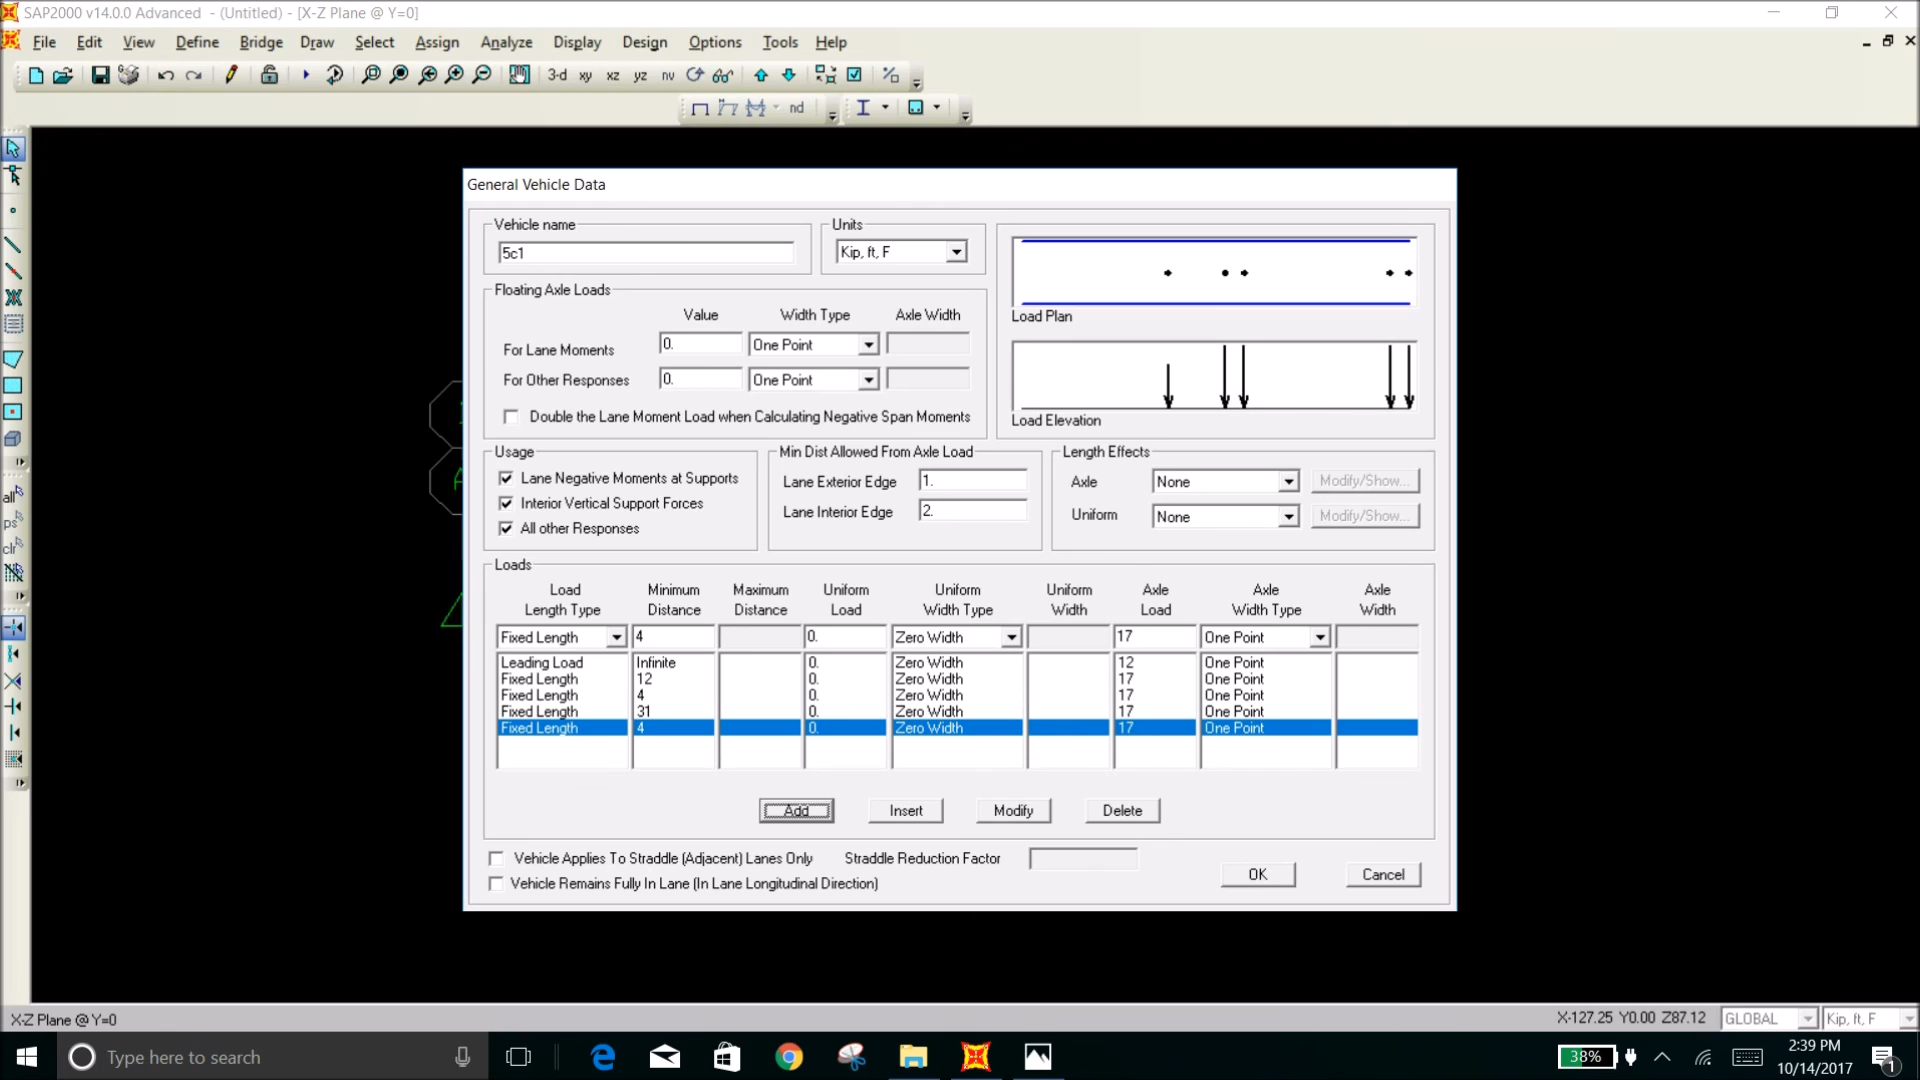 SAP2000 v14.0.0 Advanced - (Untitled) - [X-Z Plane @ Y=0]
File Edit View Define Bridge Draw Select Assign Analyze Display Design Options Tools Help
3-d xy xz yz nv
nd
all
ps
clr
General Vehicle Data
Vehicle name
5c1
Units
Kip, ft, F
Floating Axle Loads
Value Width Type Axle Width
For Lane Moments 0. One Point
For Other Responses 0. One Point
Double the Lane Moment Load when Calculating Negative Span Moments
Load Plan
Load Elevation
Usage
Lane Negative Moments at Supports
Interior Vertical Support Forces
All other Responses
Min Dist Allowed From Axle Load
Lane Exterior Edge 1.
Lane Interior Edge 2.
Length Effects
Axle None Modify/Show...
Uniform None Modify/Show...
Loads
Load Length Type Minimum Distance Maximum Distance Uniform Load Uniform Width Type Uniform Width Axle Load Axle Width Type Axle Width
Fixed Length 4 0. Zero Width 17 One Point
Leading Load Infinite 0. Zero Width 12 One Point
Fixed Length 12 0. Zero Width 17 One Point
Fixed Length 4 0. Zero Width 17 One Point
Fixed Length 31 0. Zero Width 17 One Point
Fixed Length 4 0. Zero Width 17 One Point
Add Insert Modify Delete
Vehicle Applies To Straddle (Adjacent) Lanes Only Straddle Reduction Factor
Vehicle Remains Fully In Lane (In Lane Longitudinal Direction)
OK Cancel
X-Z Plane @ Y=0
X-127.25 Y0.00 Z87.12 GLOBAL Kip, ft, F
Type here to search
38%
2:39 PM
10/14/2017
1